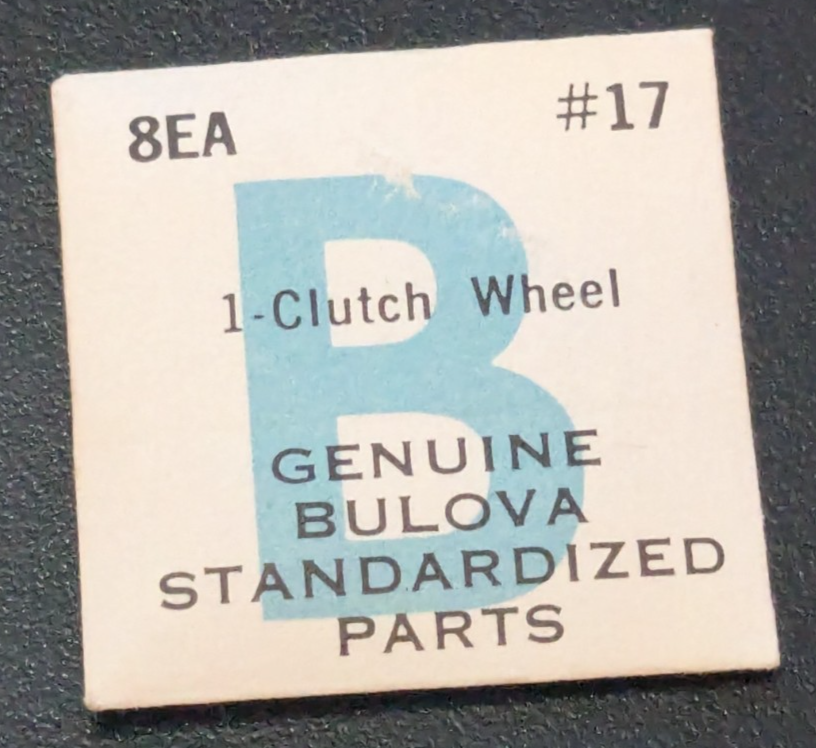 8EA #17
B
1-Clutch Wheel
GENUINE
BULOVA
STANDARDIZED
PARTS